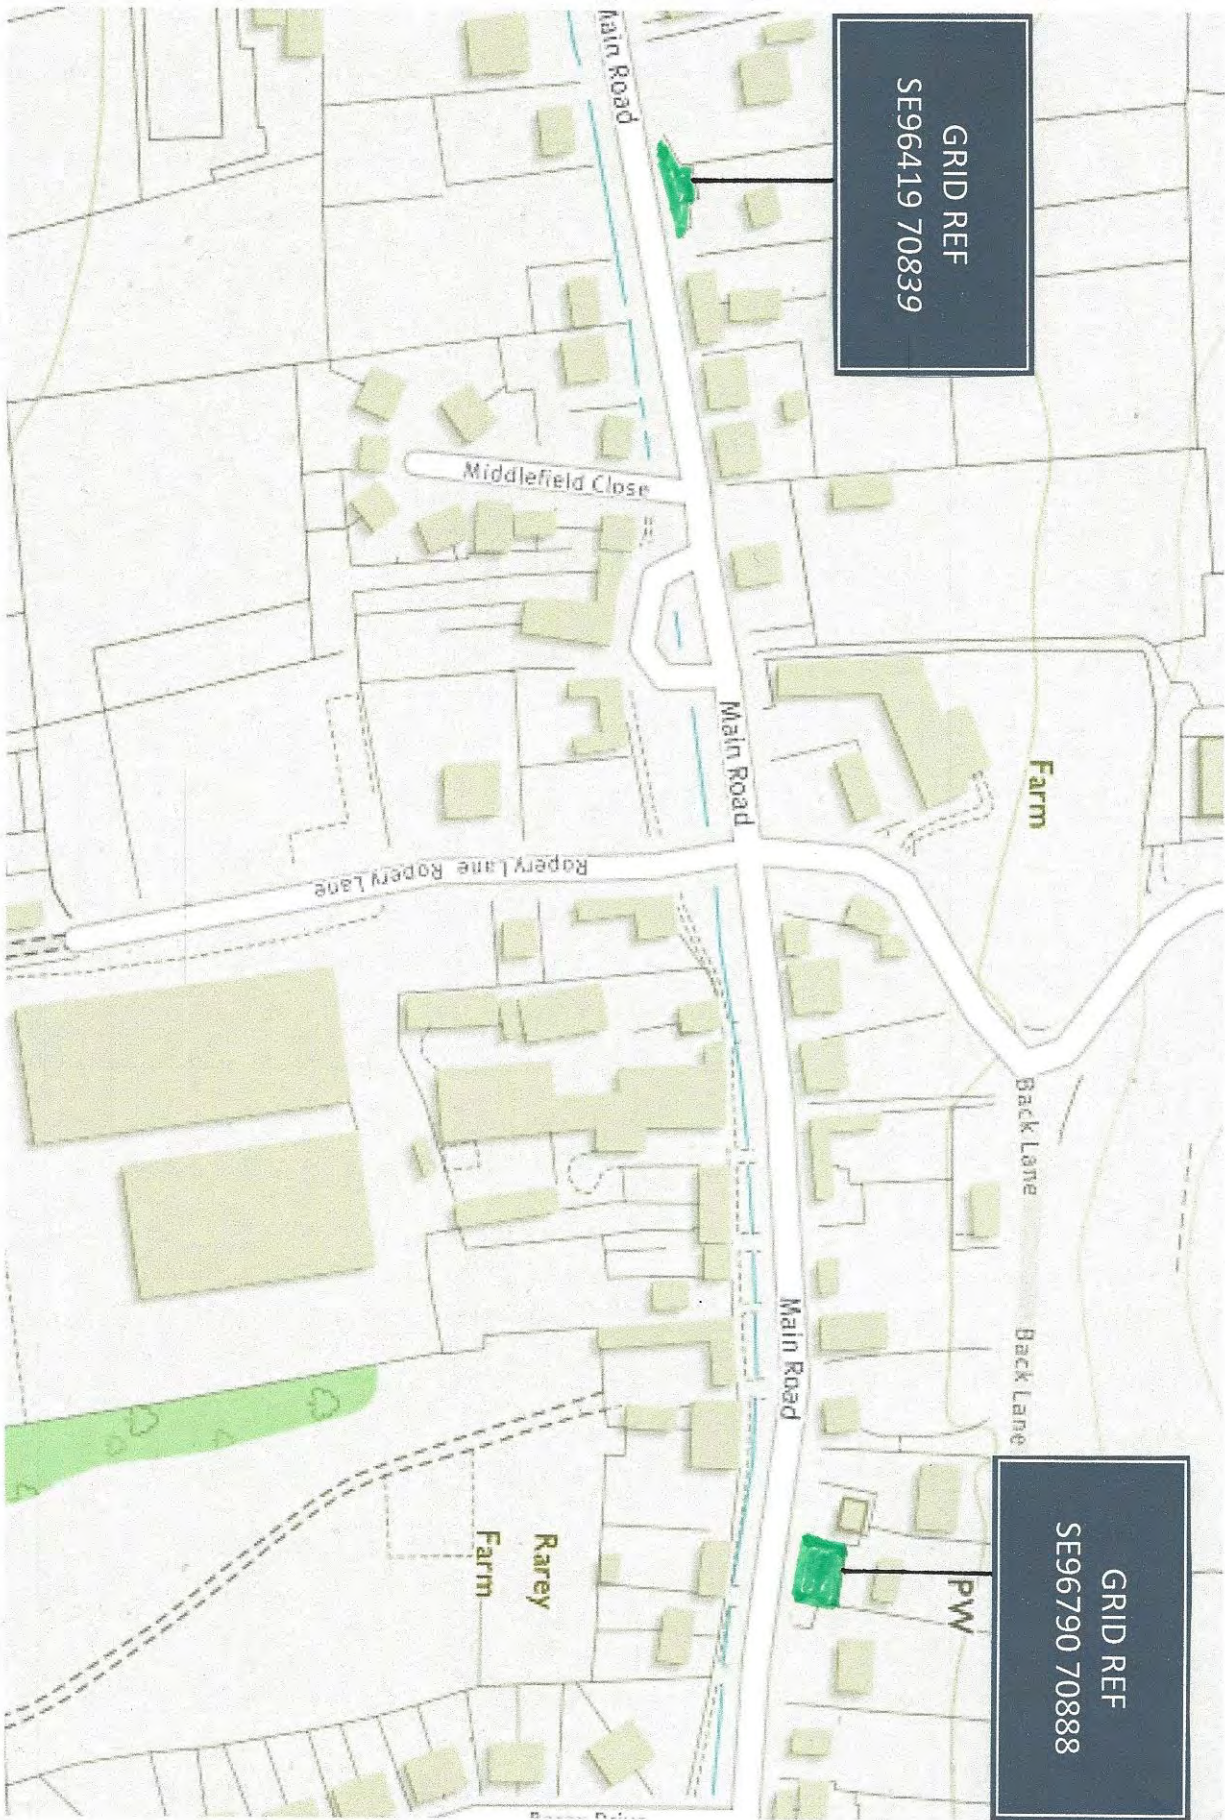 GRID REF
SE96790 70888
GRID REF
SE96419 70839
Farm
Back Lane
Back Lane
PW
Main Road
Main Road
Main Road
Middlefield Close
Ropery Lane Ropery Lane
Rarey
Farm